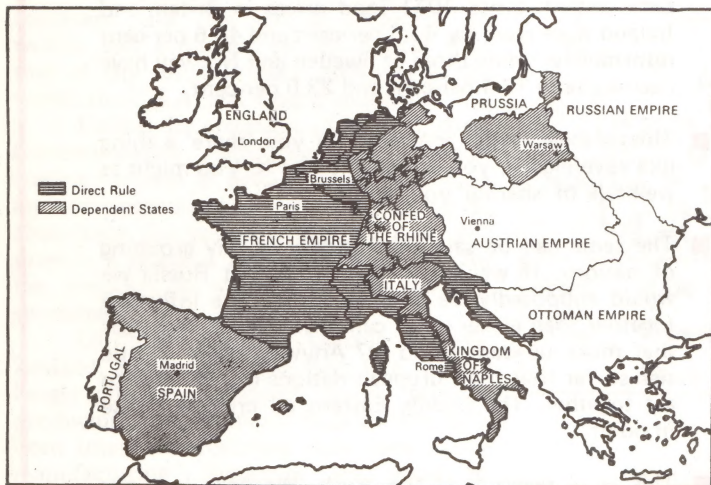 ENGLAND
London
PRUSSIA
RUSSIAN EMPIRE
Warsaw
Brussels
Direct Rule
Dependent States
Paris
FRENCH EMPIRE
CONFED
OF
THE RHINE
Vienna
AUSTRIAN EMPIRE
ITALY
OTTOMAN EMPIRE
PORTUGAL
Madrid
SPAIN
Rome
KINGDOM
OF
NAPLES